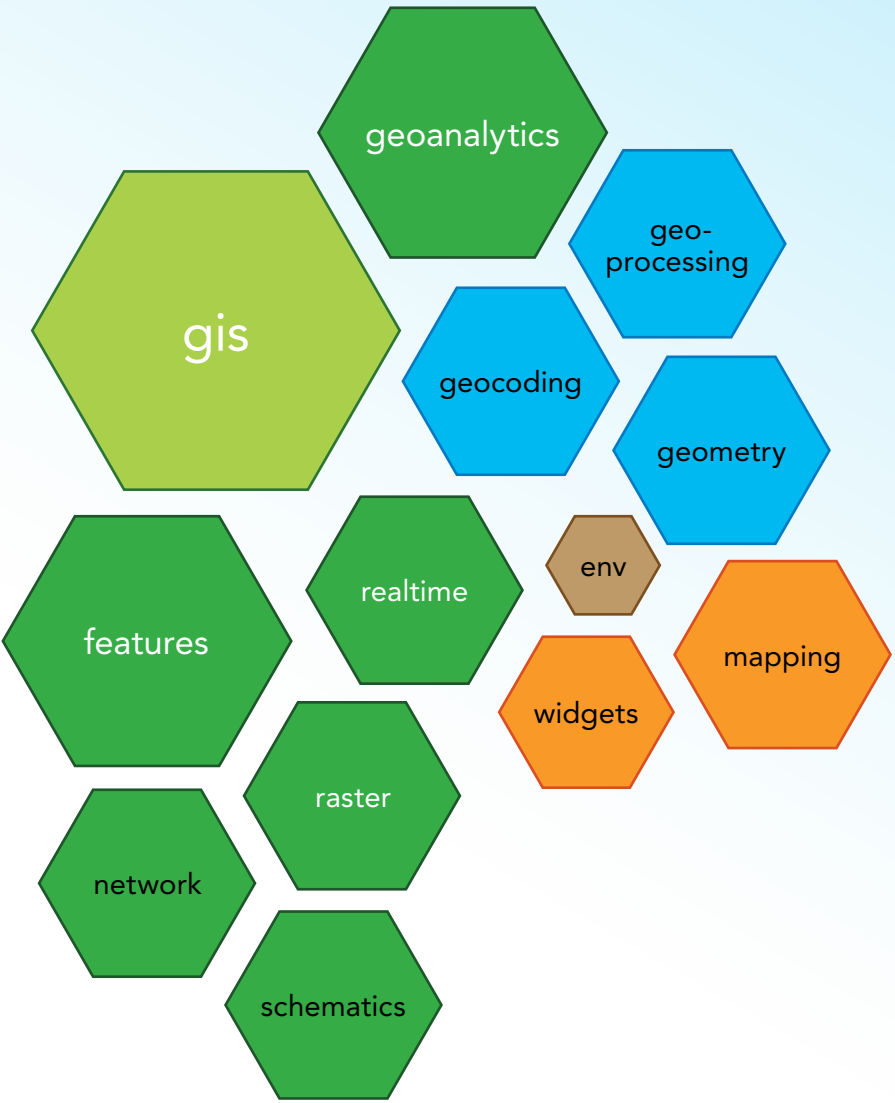 geoanalytics
geo-
processing
gis
geocoding
geometry
env
realtime
features
mapping
widgets
raster
network
schematics